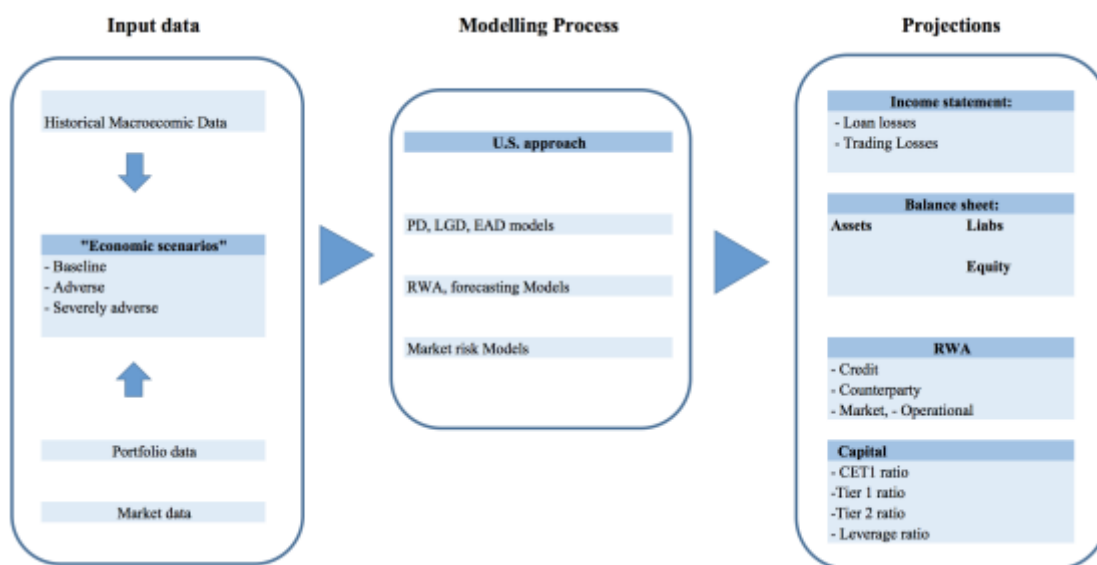 Input data
Modelling Process
Projections
Historical Macroecomic Data
"Economic scenarios"
- Baseline
- Adverse
- Severely adverse
Portfolio data
Market data
U.S. approach
PD, LGD, EAD models
RWA, forecasting Models
Market risk Models
Income statement:
- Loan losses
- Trading Losses
Balance sheet:
Assets Liabs
Equity
RWA
- Credit
- Counterparty
- Market, - Operational
Capital
- CET1 ratio
-Tier 1 ratio
-Tier 2 ratio
- Leverage ratio